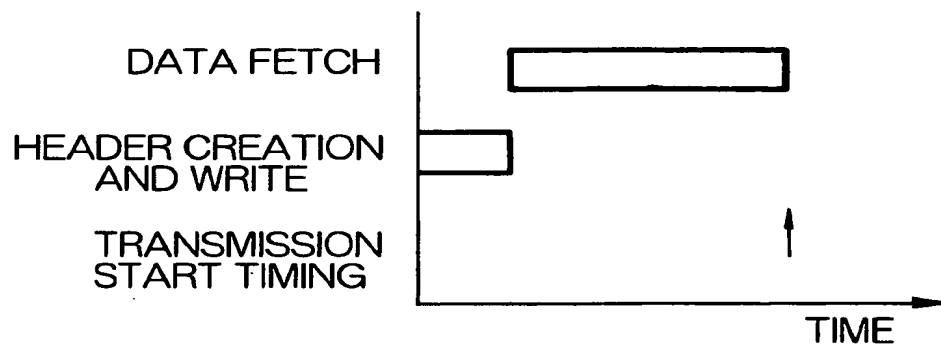 DATA FETCH
HEADER CREATION
AND WRITE
TRANSMISSION
START TIMING
TIME